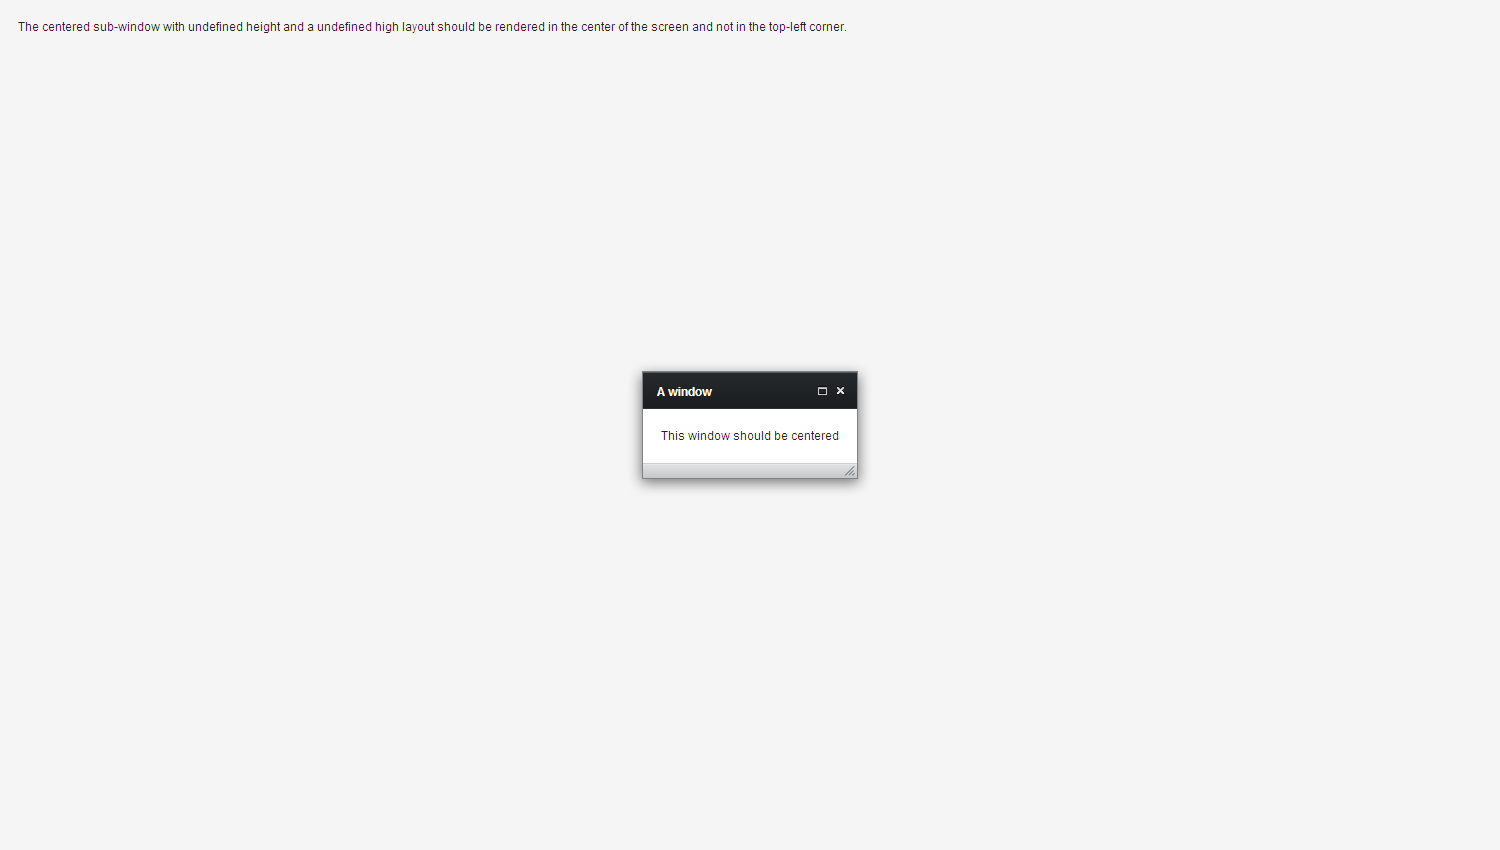 The centered sub-window with undefined height and a undefined high layout should be rendered in the center of the screen and not in the top-left corner.
A window
This window should be centered